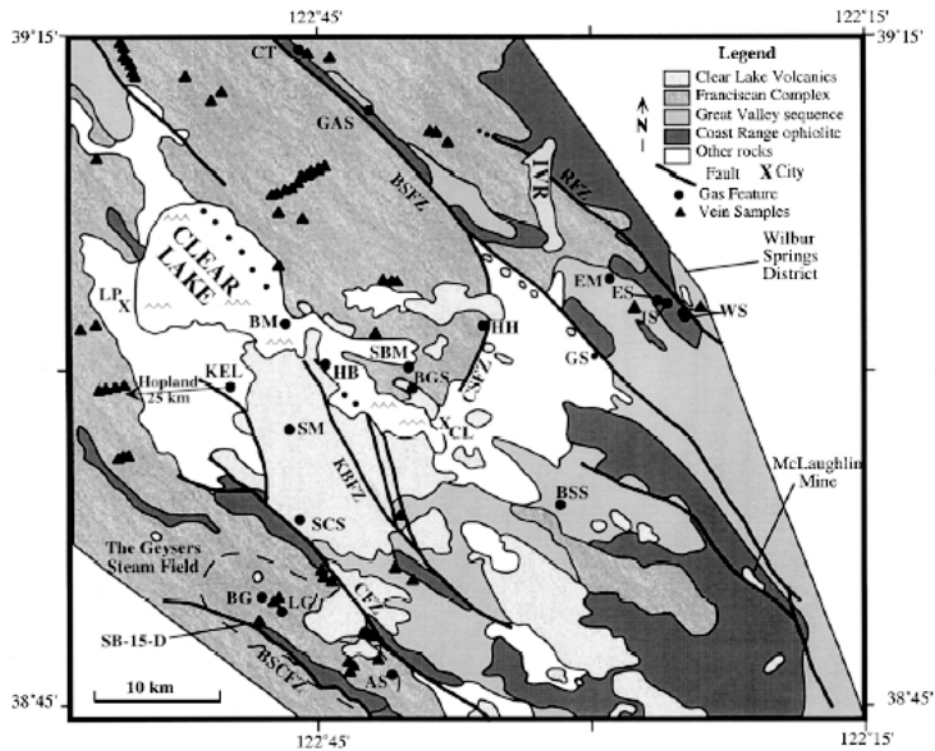 122°45'
122°15'
39°15'
39°15'
CT
GAS
BSFZ
IWR
RFZ
Legend
Clear Lake Volcanics
Franciscan Complex
Great Valley sequence
Coast Range ophiolite
Other rocks
Fault X City
Gas Feature
Vein Samples
N
Wilbur
Springs
District
CLEAR
LAKE
LP
X
BM
EM
ES
JS
WS
HH
SBM
GS
KEL
HB
BGS
SFZ
Hopland
25 km
SM
X
CL
KBFZ
McLaughlin
Mine
BSS
SCS
The Geysers
Steam Field
BG
LG
CFZ
SB-15-D
BSCFZ
AS
10 km
38°45'
38°45'
122°45'
122°15'